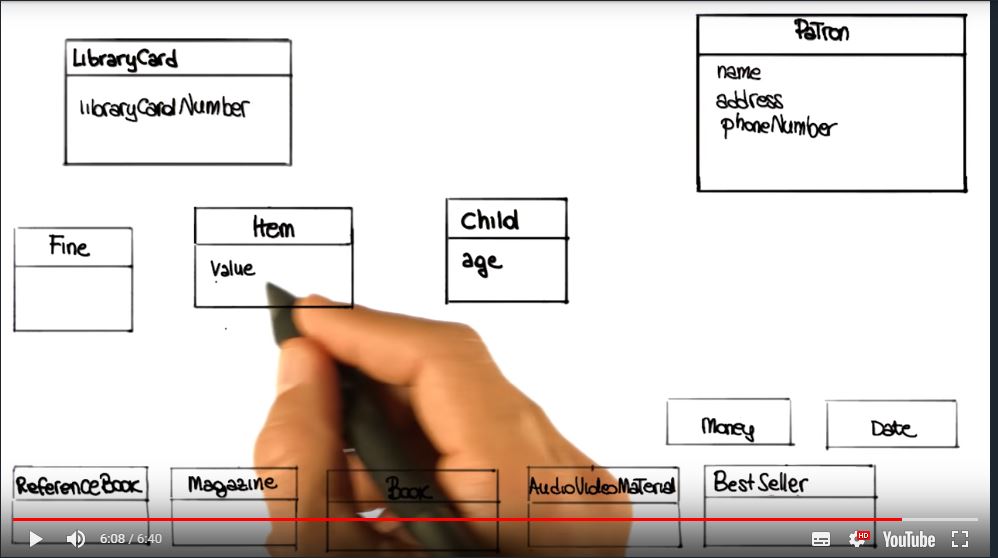 LibraryCard
libraryCardNumber
Patron
name
address
phoneNumber
Fine
Item
Value
Child
age
Money
Date
ReferenceBook
Magazine
Book
AudioVideoMaterial
BestSeller
6:08 / 6:40
HD
YouTube